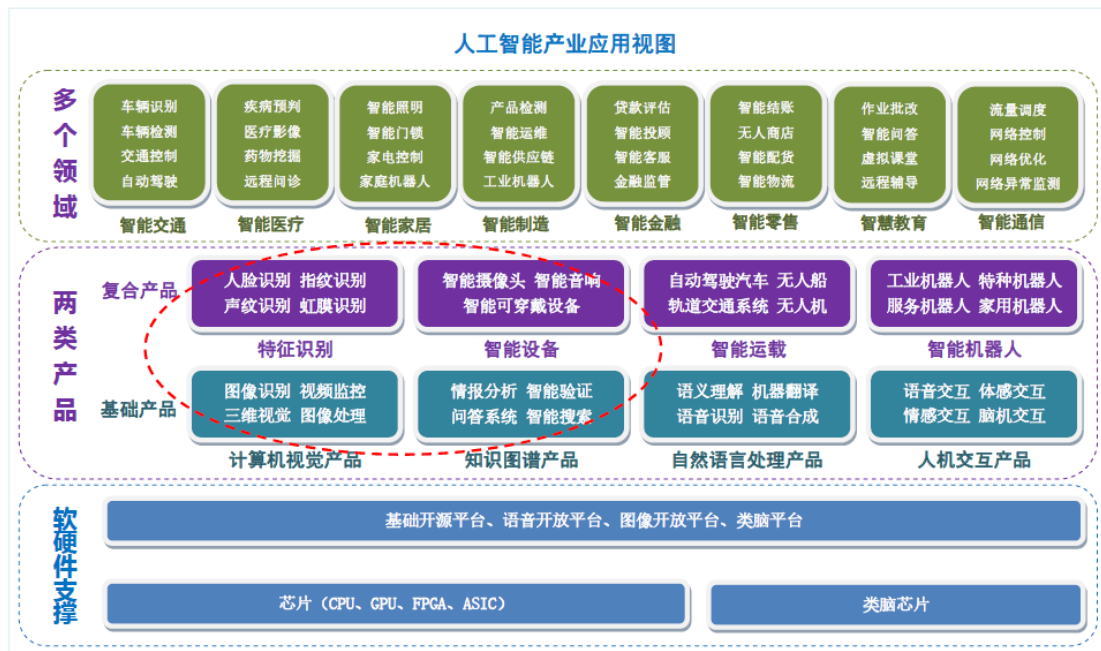 人工智能产业应用视图
多个领域
车辆识别
车辆检测
交通控制
自动驾驶
智能交通
疾病预判
医疗影像
药物挖掘
远程问诊
智能医疗
智能照明
智能门锁
家电控制
家庭机器人
智能家居
产品检测
智能运维
智能供应链
工业机器人
智能制造
贷款评估
智能投顾
智能客服
金融监管
智能金融
智能结账
无人商店
智能配货
智能物流
智能零售
作业批改
智能问答
虚拟课堂
远程辅导
智慧教育
流量调度
网络控制
网络优化
网络异常监测
智能通信
两类产品
复合产品
人脸识别 指纹识别
声纹识别 虹膜识别
特征识别
智能摄像头 智能音响
智能可穿戴设备
智能设备
自动驾驶汽车 无人船
轨道交通系统 无人机
智能运载
工业机器人 特种机器人
服务机器人 家用机器人
智能机器人
基础产品
图像识别 视频监控
三维视觉 图像处理
计算机视觉产品
情报分析 智能验证
问答系统 智能搜索
知识图谱产品
语义理解 机器翻译
语音识别 语音合成
自然语言处理产品
语音交互 体感交互
情感交互 脑机交互
人机交互产品
软硬件支撑
基础开源平台、语音开放平台、图像开放平台、类脑平台
芯片（CPU、GPU、FPGA、ASIC）
类脑芯片